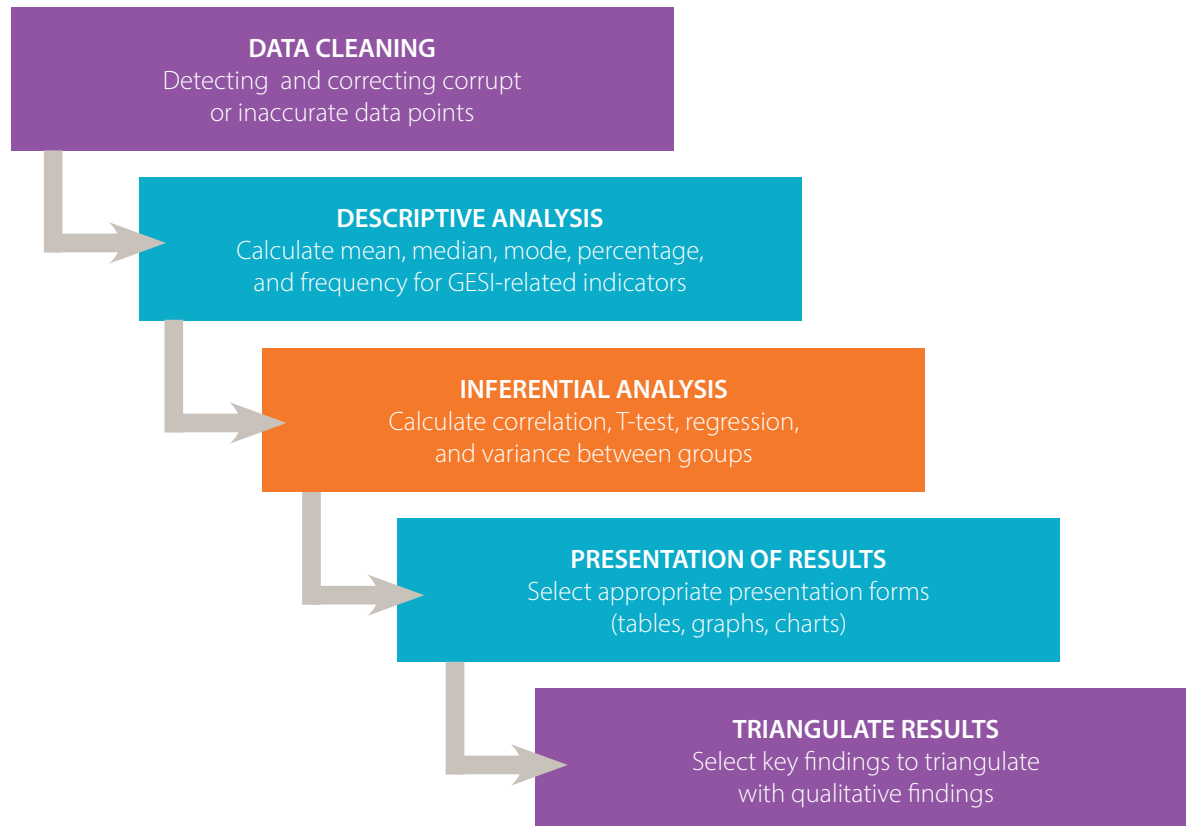 DATA CLEANING
Detecting and correcting corrupt
or inaccurate data points
DESCRIPTIVE ANALYSIS
Calculate mean, median, mode, percentage,
and frequency for GESI-related indicators
INFERENTIAL ANALYSIS
Calculate correlation, T-test, regression,
and variance between groups
PRESENTATION OF RESULTS
Select appropriate presentation forms
(tables, graphs, charts)
TRIANGULATE RESULTS
Select key findings to triangulate
with qualitative findings